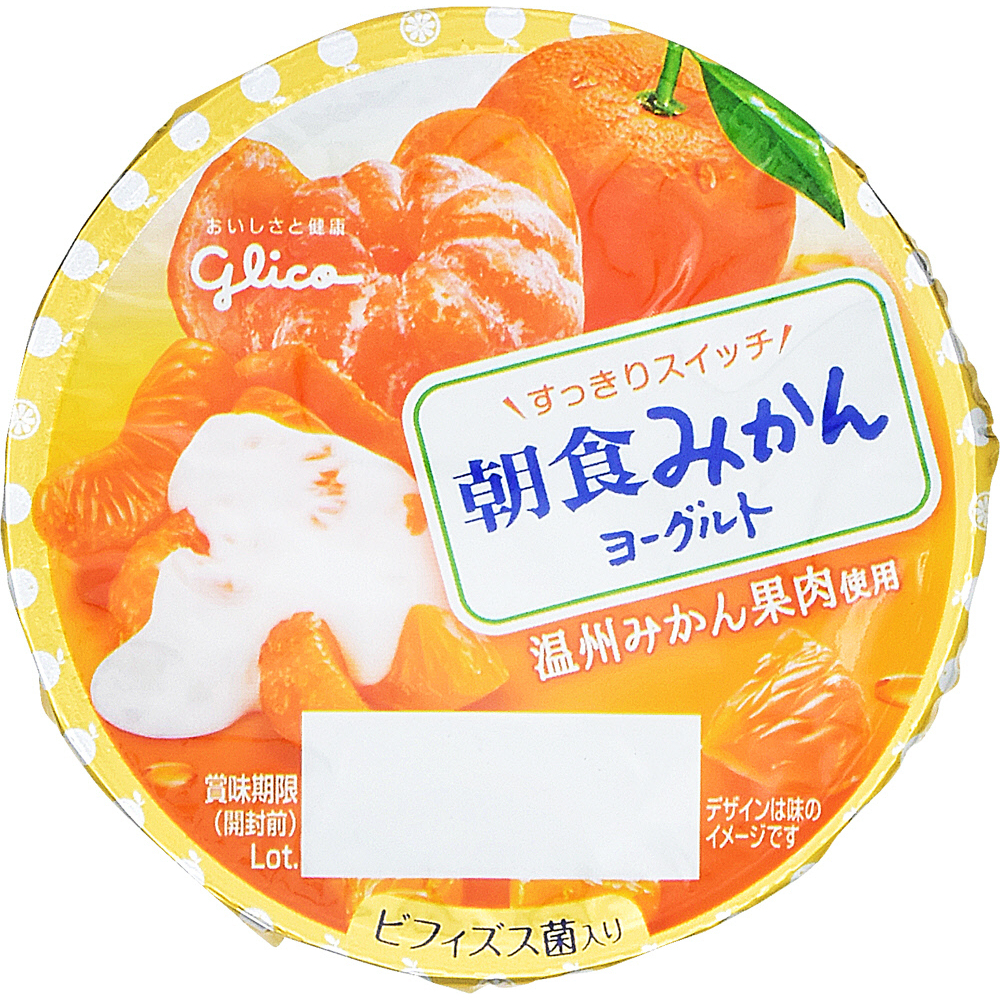 おいしさと健康
Glico
\すっきりスイッチ/
朝食みかん
ヨーグルト
温州みかん果肉使用
賞味期限
(開封前)
Lot.
デザインは味の
イメージです
ビフィズス菌入り